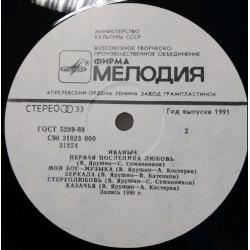 МИНИСТЕРСТВО
КУЛЬТУРЫ СССР
ВСЕСОЮЗНОЕ ТВОРЧЕСКО-
ПРОИЗВОДСТВЕННОЕ ОБЪЕДИНЕНИЕ
ФИРМА
МЕЛОДИЯ
АПРЕЛЕВСКИЙ ОРДЕНА ЛЕНИНА ЗАВОД ГРАМПЛАСТИНОК
СТЕРЕО 33
Год выпуска 1991
ГОСТ 5289-88
2
С90 31823 000
31824
ИВАНЫЧ
ПЕРВАЯ ПОСЛЕДНЯЯ ЛЮБОВЬ
(В. Ярушин—С. Семянников)
МОЙ БОГ—МУЗЫКА (В. Ярушин—А. Костерев)
ЗЕРКАЛА (В. Ярушин—В. Батенков)
СТЕРЕОЛЮБОВЬ (В. Ярушин—С. Семянников)
КАЗАЧЬЯ (В. Ярушин—А. Костерев)
Запись 1990 г.